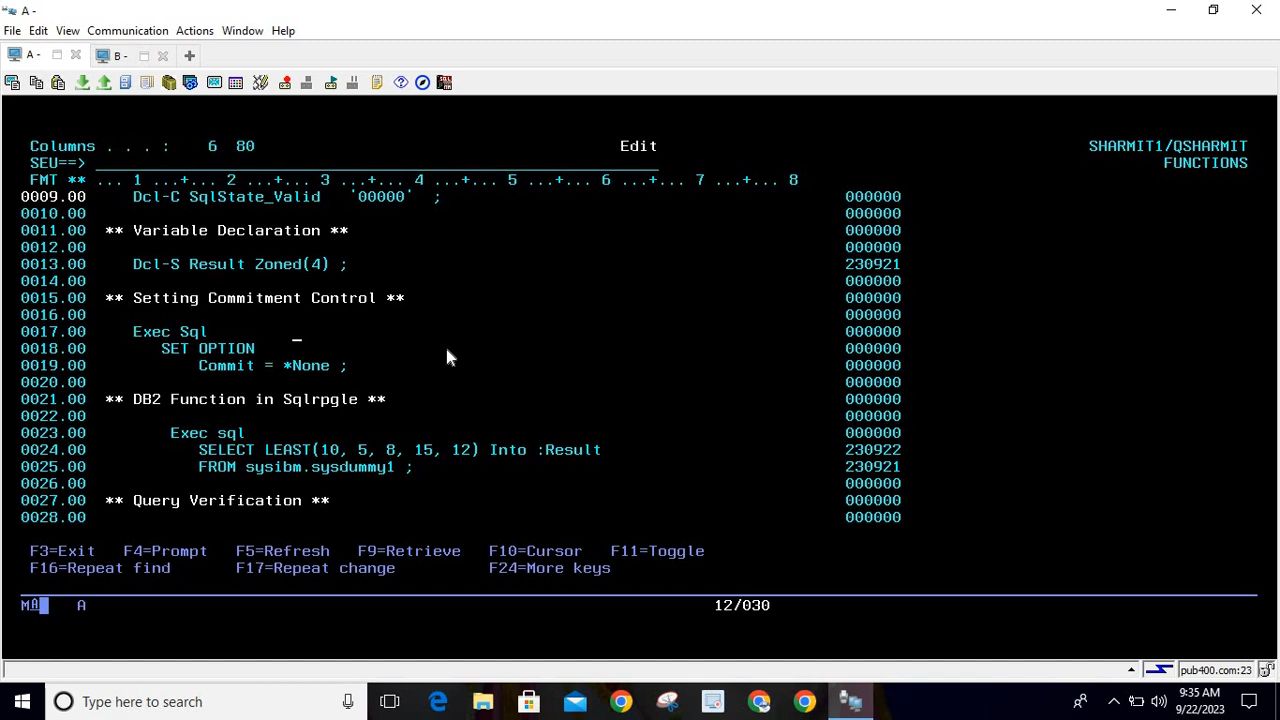 A -
File Edit View Communication Actions Window Help
A - B -
Columns . . . : 6 80 Edit SHARMIT1/QSHARMIT
SEU==> FUNCTIONS
FMT ** ... 1 ...+... 2 ...+... 3 ...+... 4 ...+... 5 ...+... 6 ...+... 7 ...+... 8
0009.00 Dcl-C SqlState_Valid '00000' ; 000000
0010.00 000000
0011.00 ** Variable Declaration ** 000000
0012.00 000000
0013.00 Dcl-S Result Zoned(4) ; 230921
0014.00 000000
0015.00 ** Setting Commitment Control ** 000000
0016.00 000000
0017.00 Exec Sql 000000
0018.00 SET OPTION 000000
0019.00 Commit = *None ; 000000
0020.00 000000
0021.00 ** DB2 Function in Sqlrpgle ** 000000
0022.00 000000
0023.00 Exec sql 000000
0024.00 SELECT LEAST(10, 5, 8, 15, 12) Into :Result 230922
0025.00 FROM sysibm.sysdummy1 ; 230921
0026.00 000000
0027.00 ** Query Verification ** 000000
0028.00 000000
F3=Exit F4=Prompt F5=Refresh F9=Retrieve F10=Cursor F11=Toggle
F16=Repeat find F17=Repeat change F24=More keys
A 12/030
pub400.com:23
Type here to search
9:35 AM
9/22/2023